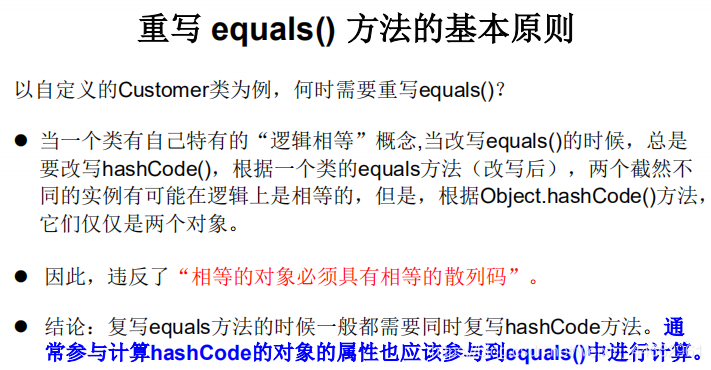 重写 equals() 方法的基本原则
以自定义的Customer类为例，何时需要重写equals()？
● 当一个类有自己特有的“逻辑相等”概念,当改写equals()的时候，总是
要改写hashCode()，根据一个类的equals方法（改写后），两个截然不
同的实例有可能在逻辑上是相等的，但是，根据Object.hashCode()方法，
它们仅仅是两个对象。
● 因此，违反了“相等的对象必须具有相等的散列码”。
● 结论：复写equals方法的时候一般都需要同时复写hashCode方法。通
常参与计算hashCode的对象的属性也应该参与到equals()中进行计算。